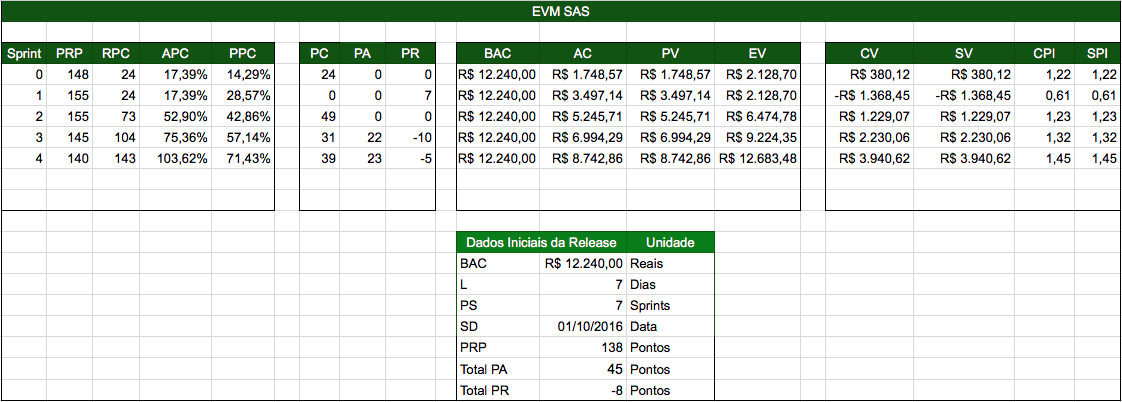 EVM SAS
Sprint PRP RPC APC PPC PC PA PR BAC AC PV EV CV SV CPI SPI
0 148 24 17,39% 14,29% 24 0 0 R$ 12.240,00 R$ 1.748,57 R$ 1.748,57 R$ 2.128,70 R$ 380,12 R$ 380,12 1,22 1,22
1 155 24 17,39% 28,57% 0 0 7 R$ 12.240,00 R$ 3.497,14 R$ 3.497,14 R$ 2.128,70 -R$ 1.368,45 -R$ 1.368,45 0,61 0,61
2 155 73 52,90% 42,86% 49 0 0 R$ 12.240,00 R$ 5.245,71 R$ 5.245,71 R$ 6.474,78 R$ 1.229,07 R$ 1.229,07 1,23 1,23
3 145 104 75,36% 57,14% 31 22 -10 R$ 12.240,00 R$ 6.994,29 R$ 6.994,29 R$ 9.224,35 R$ 2.230,06 R$ 2.230,06 1,32 1,32
4 140 143 103,62% 71,43% 39 23 -5 R$ 12.240,00 R$ 8.742,86 R$ 8.742,86 R$ 12.683,48 R$ 3.940,62 R$ 3.940,62 1,45 1,45
Dados Iniciais da Release Unidade
BAC R$ 12.240,00 Reais
L 7 Dias
PS 7 Sprints
SD 01/10/2016 Data
PRP 138 Pontos
Total PA 45 Pontos
Total PR -8 Pontos